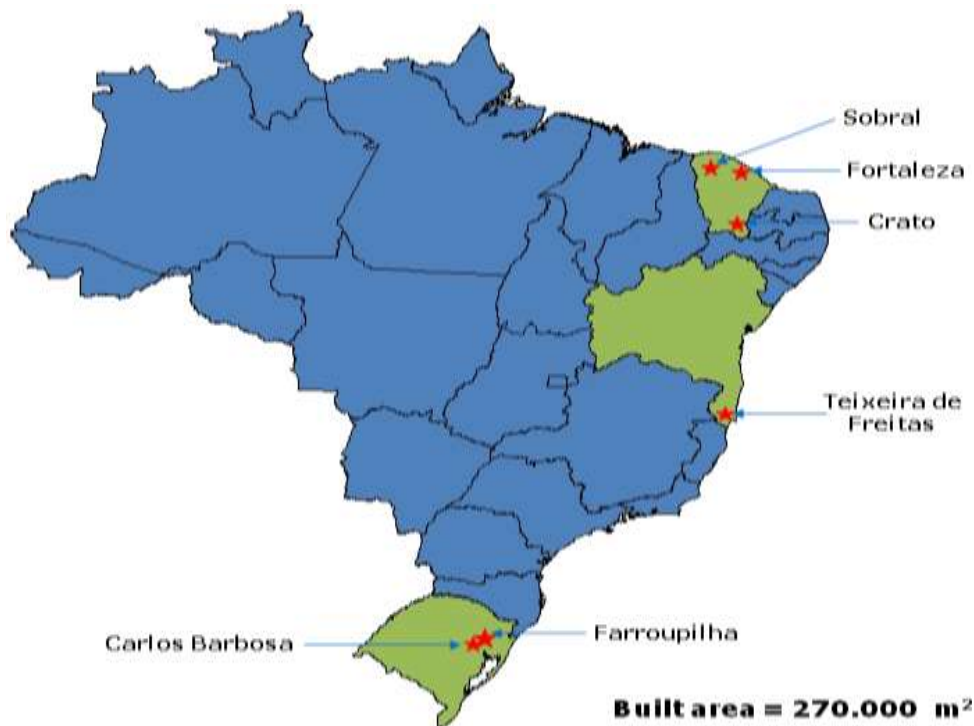 Sobral
Fortaleza
Crato
Teixeira de
Freitas
Farroupilha
Carlos Barbosa
Built area = 270.000 m²